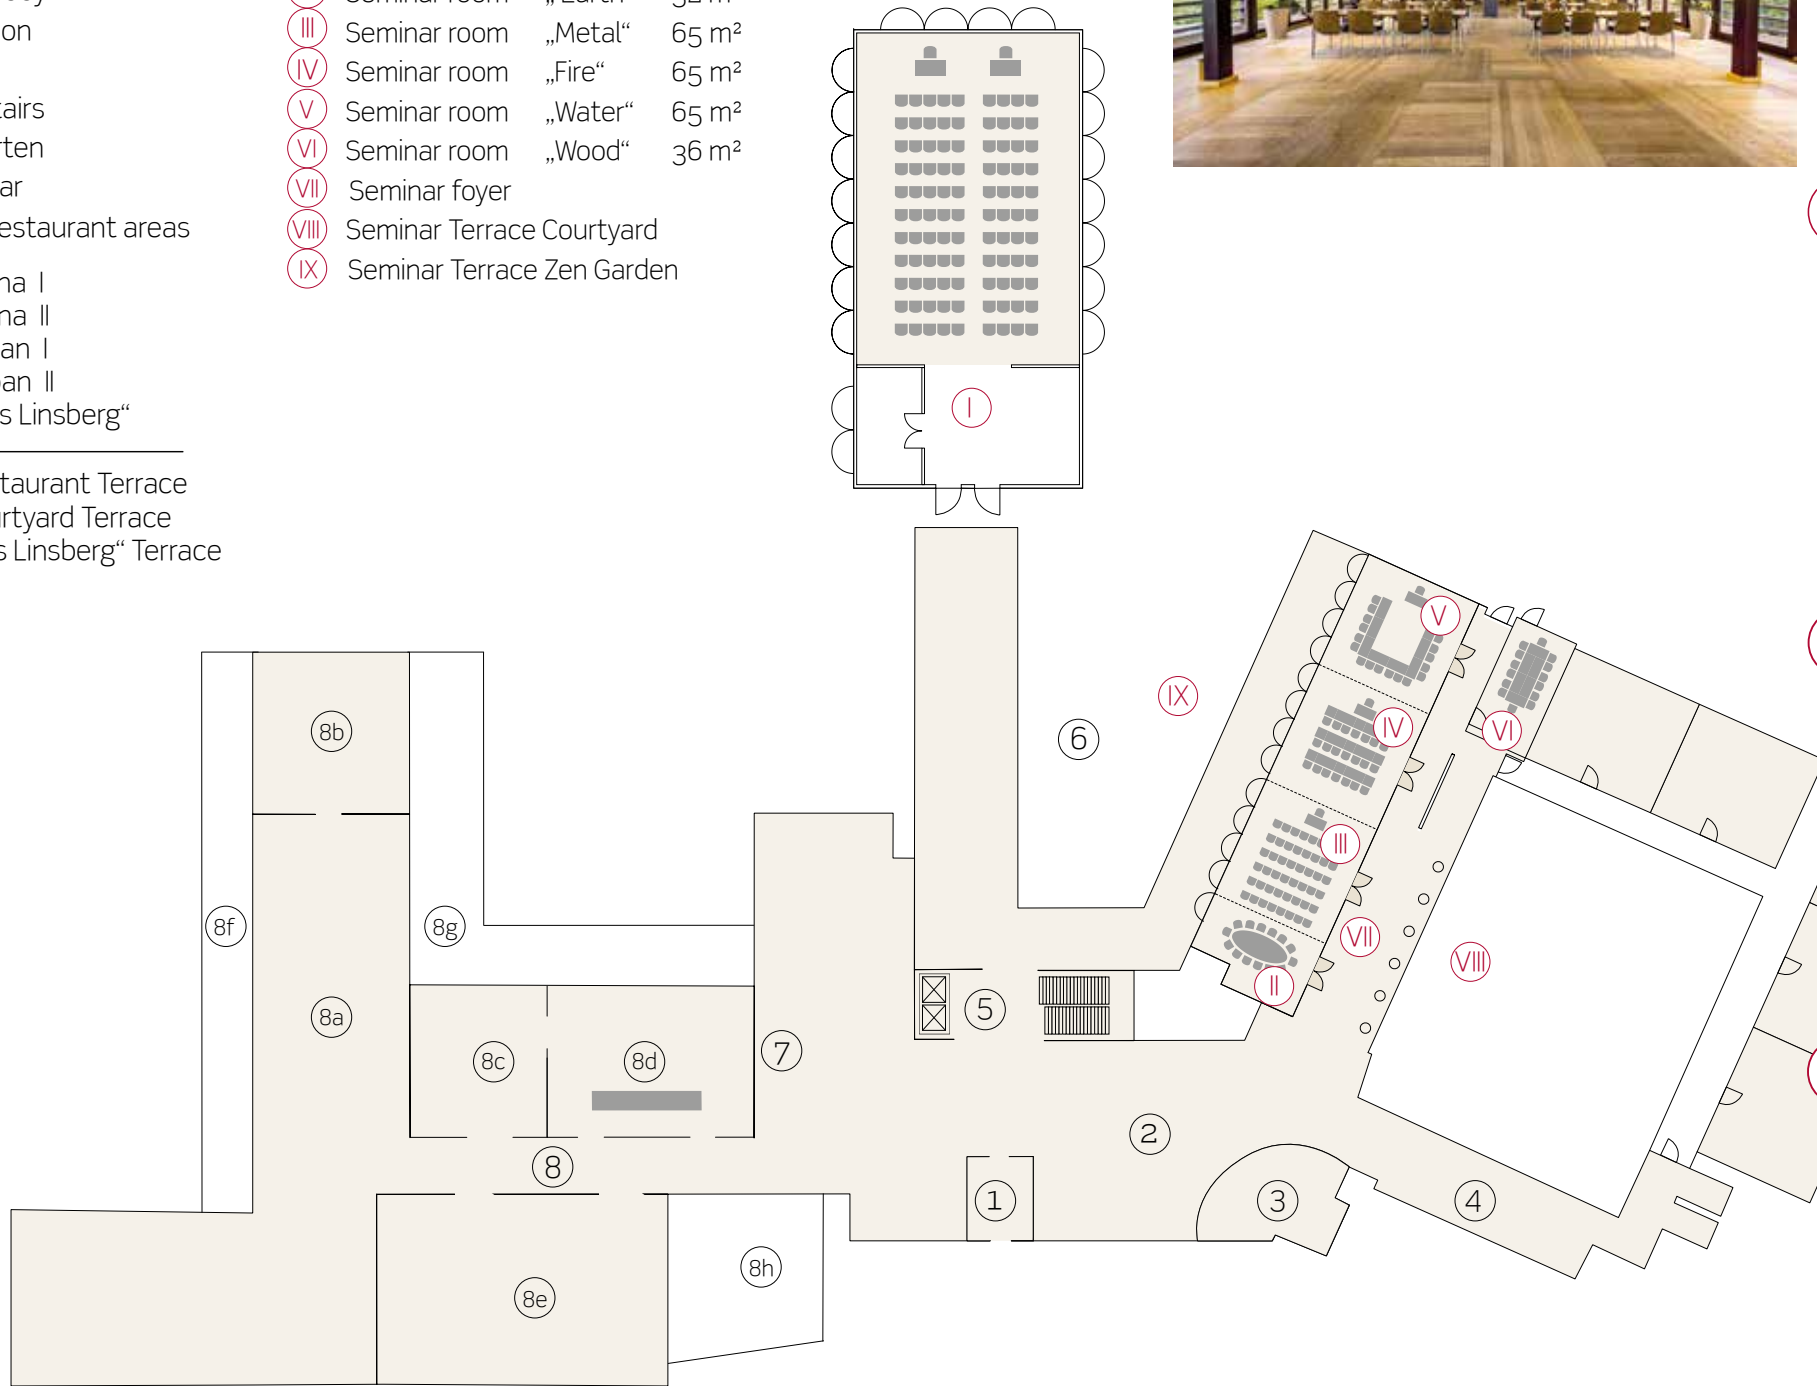 on
III Seminar room „Metal“ 65 m²
IV Seminar room „Fire“ 65 m²
V Seminar room „Water“ 65 m²
VI Seminar room „Wood“ 36 m²
VII Seminar foyer
VIII Seminar Terrace Courtyard
IX Seminar Terrace Zen Garden
airs
rten
ar
estaurant areas
na I
na II
an I
an II
s Linsberg“
taurant Terrace
urtyard Terrace
s Linsberg“ Terrace
I
V
IX
IV
VI
6
8b
III
8f
8g
VII
VIII
II
5
8a
8c
8d
7
2
8
1
3
4
8h
8e